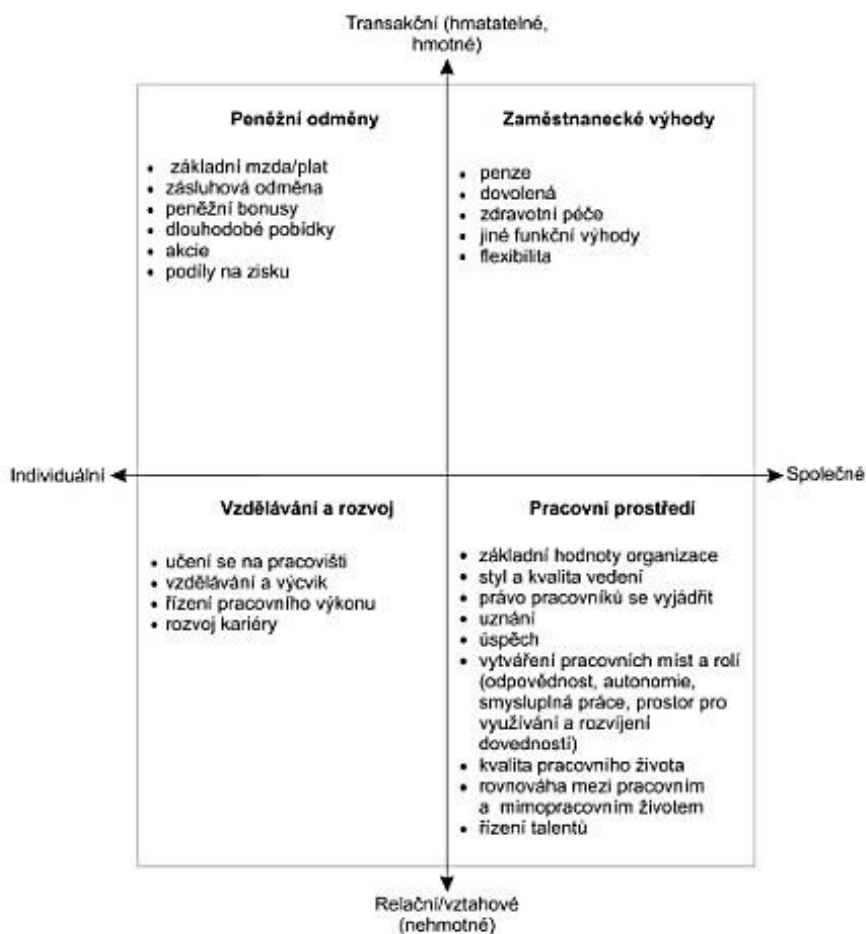 Transakční (hmatatelné,
hmotné)
Peněžní odměny
• základní mzda/plat
• zásluhová odměna
• peněžní bonusy
• dlouhodobé pobídky
• akcie
• podíly na zisku
Zaměstnanecké výhody
• penze
• dovolená
• zdravotní péče
• jiné funkční výhody
• flexibilita
Individuální
Společné
Vzdělávání a rozvoj
• učení se na pracovišti
• vzdělávání a výcvik
• řízení pracovního výkonu
• rozvoj kariéry
Pracovní prostředí
• základní hodnoty organizace
• styl a kvalita vedení
• právo pracovníků se vyjádřit
• uznání
• úspěch
• vytváření pracovních míst a rolí
(odpovědnost, autonomie,
smysluplná práce, prostor pro
využívání a rozvíjení
dovedností)
• kvalita pracovního života
• rovnováha mezi pracovním
a mimopracovním životem
• řízení talentů
Relační/vztahové
(nehmotné)